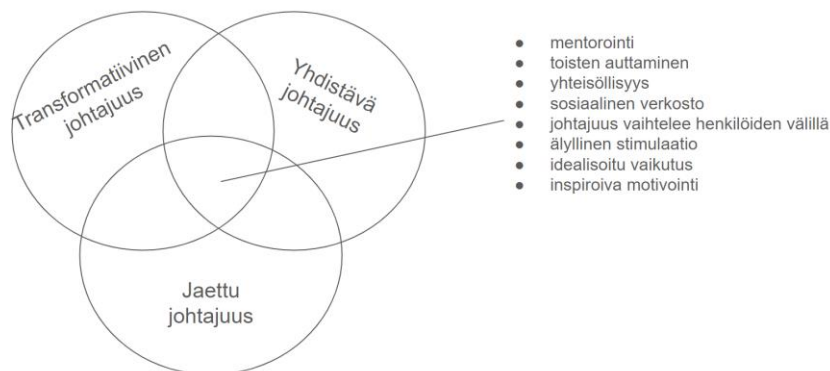 Transformatiivinen
johtajuus
Yhdistävä
johtajuus
Jaettu
johtajuus
● mentorointi
● toisten auttaminen
● yhteisöllisyys
● sosiaalinen verkosto
● johtajuus vaihtelee henkilöiden välillä
● älyllinen stimulaatio
● idealisoitu vaikutus
● inspiroiva motivointi